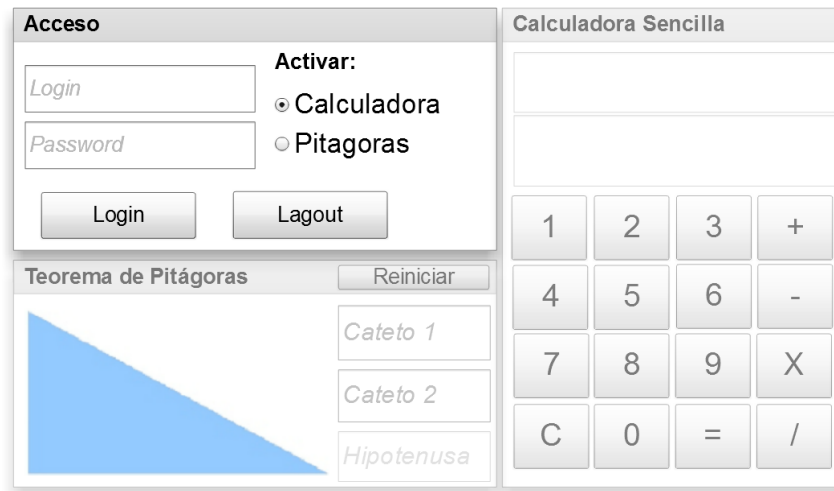 Acceso
Login
Password
Activar:
Calculadora
Pitagoras
Login Lagout
Teorema de Pitágoras Reiniciar
Cateto 1
Cateto 2
Hipotenusa
Calculadora Sencilla
1 2 3 +
4 5 6 -
7 8 9 X
C 0 = /